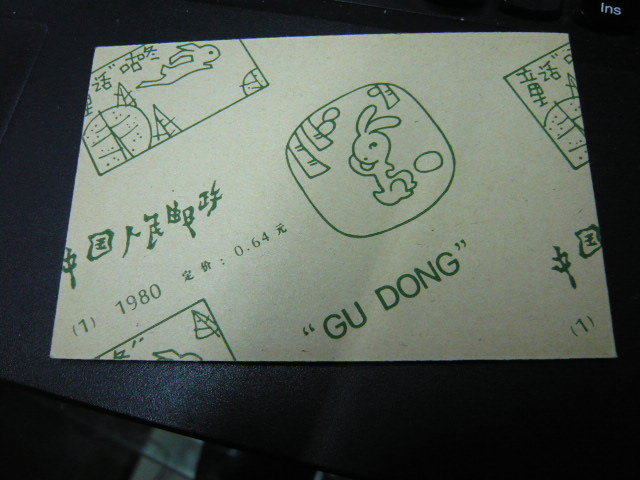 童话"咕咚
童话"
中国人民邮政
中国
(1) 1980 定价：0.64元
(1)
"GU DONG"
咚"
Ins